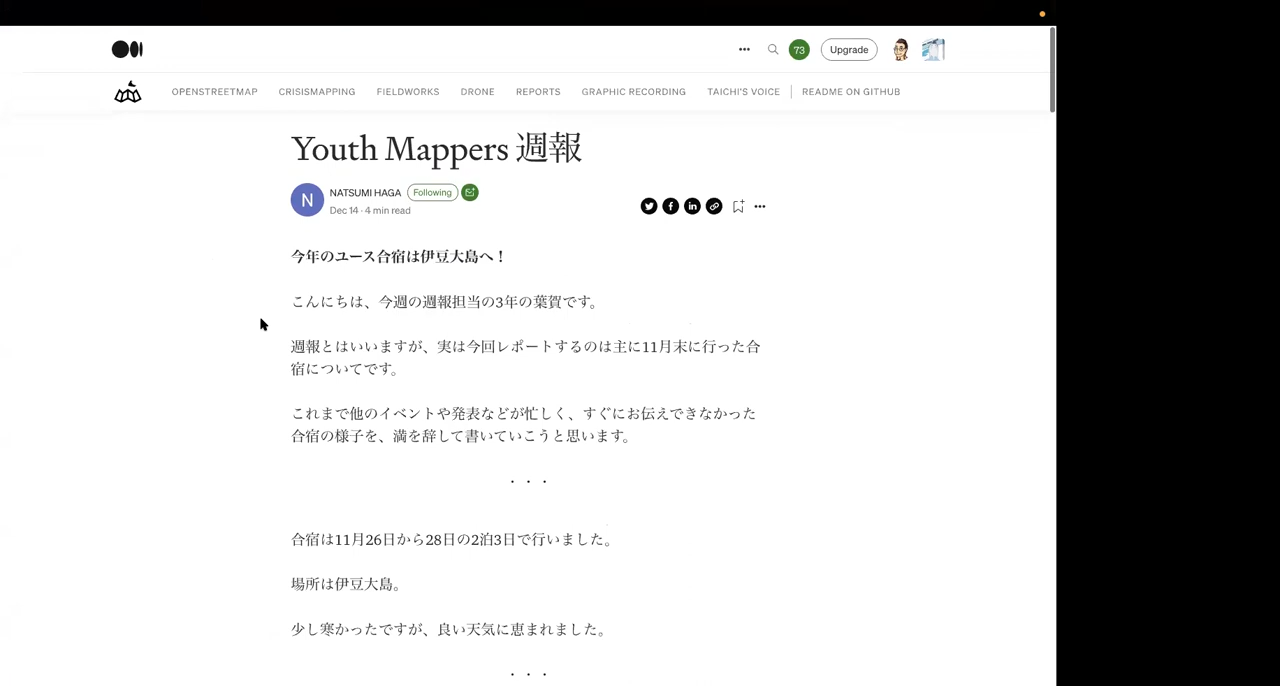 73
Upgrade
OPENSTREETMAP CRISISMAPPING FIELDWORKS DRONE REPORTS GRAPHIC RECORDING TAICHI'S VOICE README ON GITHUB
Youth Mappers 週報
N
NATSUMI HAGA Following
Dec 14 · 4 min read
今年のユース合宿は伊豆大島へ！
こんにちは、今週の週報担当の3年の葉賀です。
週報とはいいますが、実は今回レポートするのは主に11月末に行った合
宿についてです。
これまで他のイベントや発表などが忙しく、すぐにお伝えできなかった
合宿の様子を、満を辞して書いていこうと思います。
. . .
合宿は11月26日から28日の2泊3日で行いました。
場所は伊豆大島。
少し寒かったですが、良い天気に恵まれました。
. . .